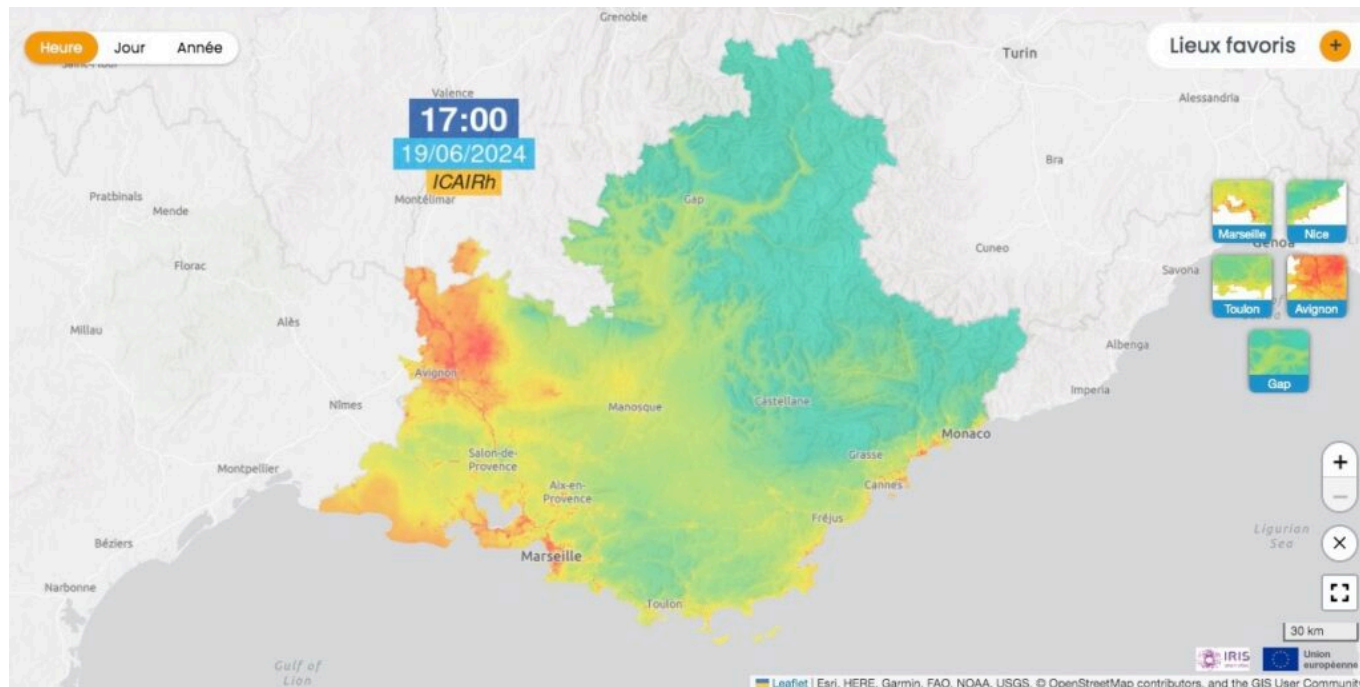 Grenoble
Heure Jour Année
Lieux favoris +
Turin
Valence
Alessandria
17:00
19/06/2024
ICAIRh
Bra
Pratbinals
Mende
Montélimar
Gap
Marseille Nice
Genoa
Cuneo
Florac
Savona
Toulon Avignon
Millau
Alès
Albenga
Avignon
Gap
Imperia
Nîmes
Manosque
Castellane
Monaco
Salon-de-
Provence
Grasse
Montpellier
Aix-en-
Provence
Cannes
Fréjus
Ligurian
Sea
Béziers
Marseille
Narbonne
Toulon
30 km
Gulf of
Lion
IRIS
Union
européenne
Leaflet | Esri, HERE, Garmin, FAO, NOAA, USGS, © OpenStreetMap contributors, and the GIS User Community